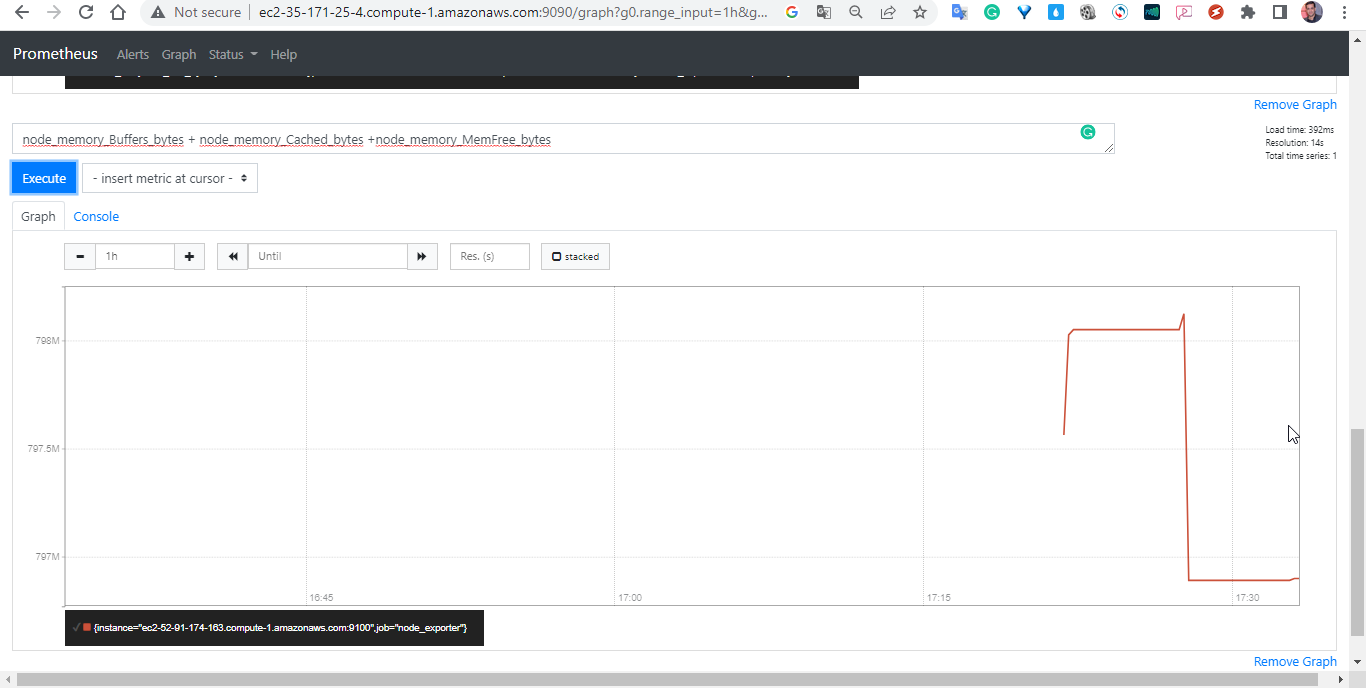 Not secure | ec2-35-171-25-4.compute-1.amazonaws.com:9090/graph?g0.range_input=1h&g...
Prometheus Alerts Graph Status Help
Remove Graph
node_memory_Buffers_bytes + node_memory_Cached_bytes +node_memory_MemFree_bytes
Load time: 392ms
Resolution: 14s
Total time series: 1
Execute - insert metric at cursor -
Graph Console
- 1h + Until Res. (s) stacked
798M
797.5M
797M
16:45 17:00 17:15 17:30
{instance="ec2-52-91-174-163.compute-1.amazonaws.com:9100",job="node_exporter"}
Remove Graph